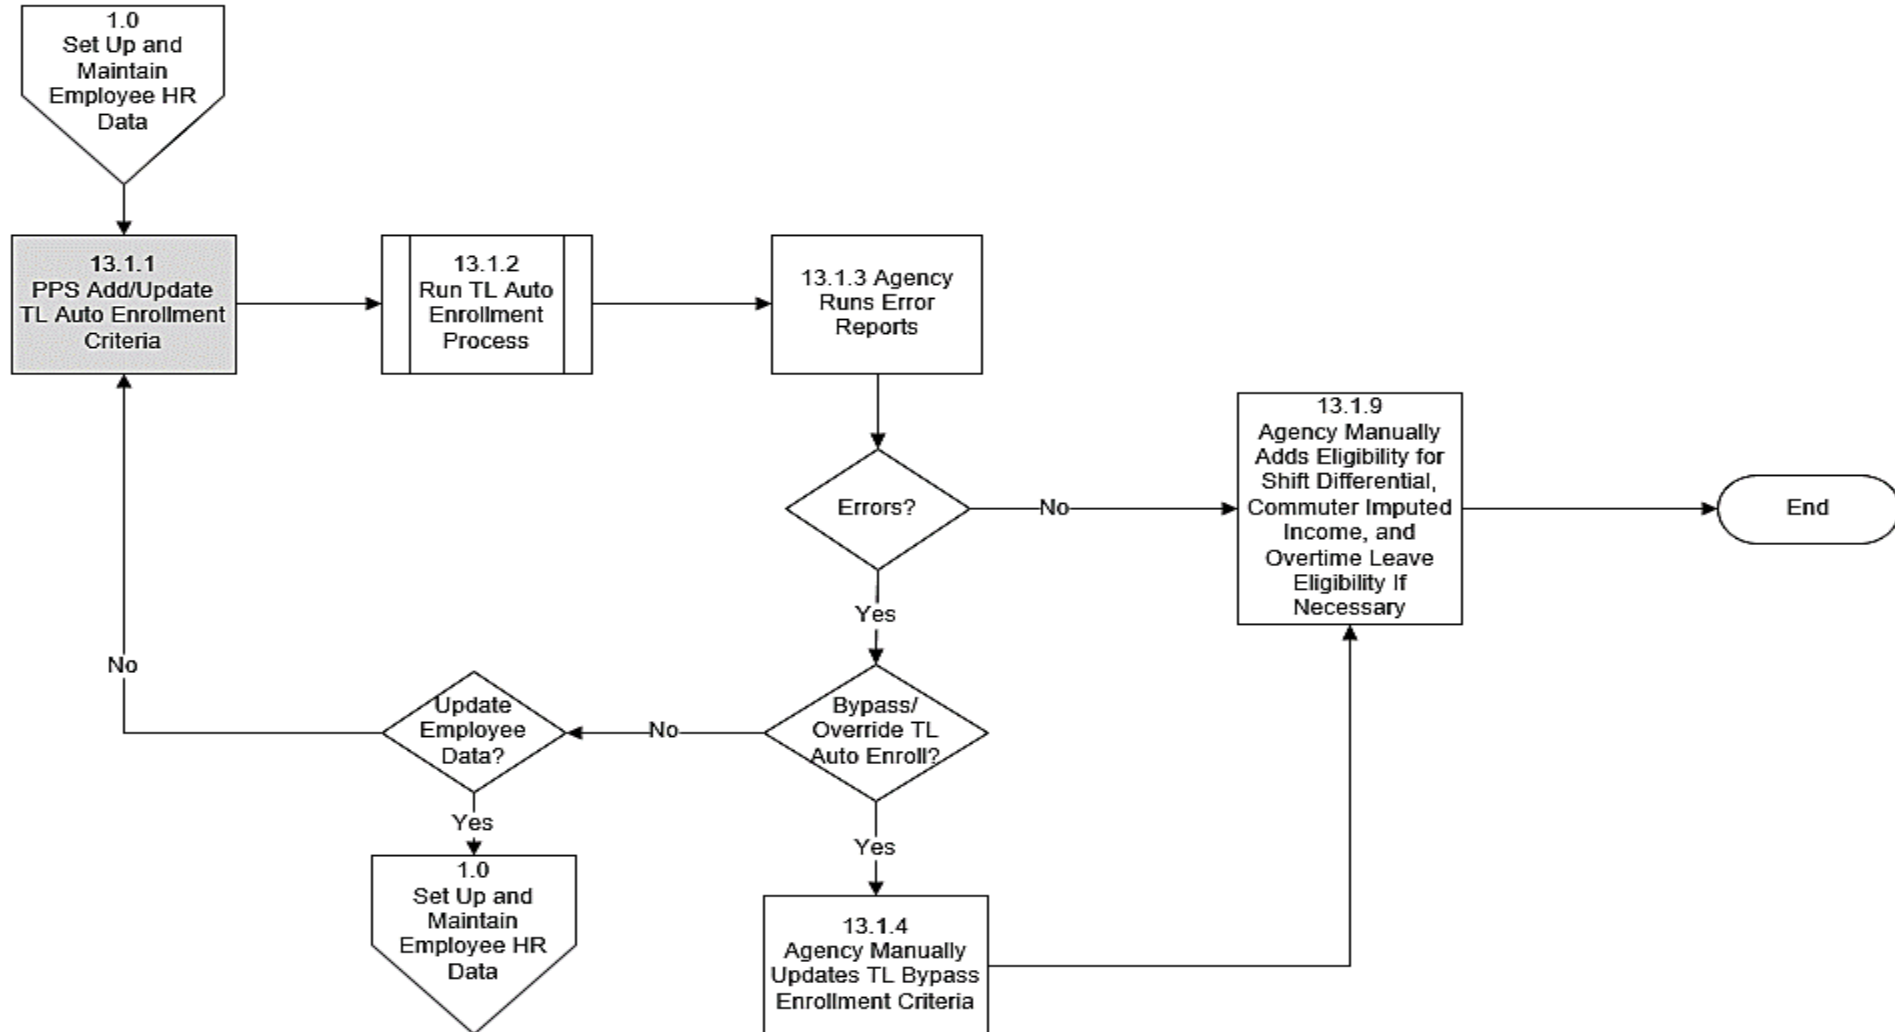 1.0
Set Up and
Maintain
Employee HR
Data
13.1.1
PPS Add/Update
TL Auto Enrollment
Criteria
13.1.2
Run TL Auto
Enrollment
Process
13.1.3 Agency
Runs Error
Reports
Errors?
No
13.1.9
Agency Manually
Adds Eligibility for
Shift Differential,
Commuter Imputed
Income, and
Overtime Leave
Eligibility If
Necessary
End
Yes
Bypass/
Override TL
Auto Enroll?
No
Update
Employee
Data?
No
Yes
1.0
Set Up and
Maintain
Employee HR
Data
Yes
13.1.4
Agency Manually
Updates TL Bypass
Enrollment Criteria